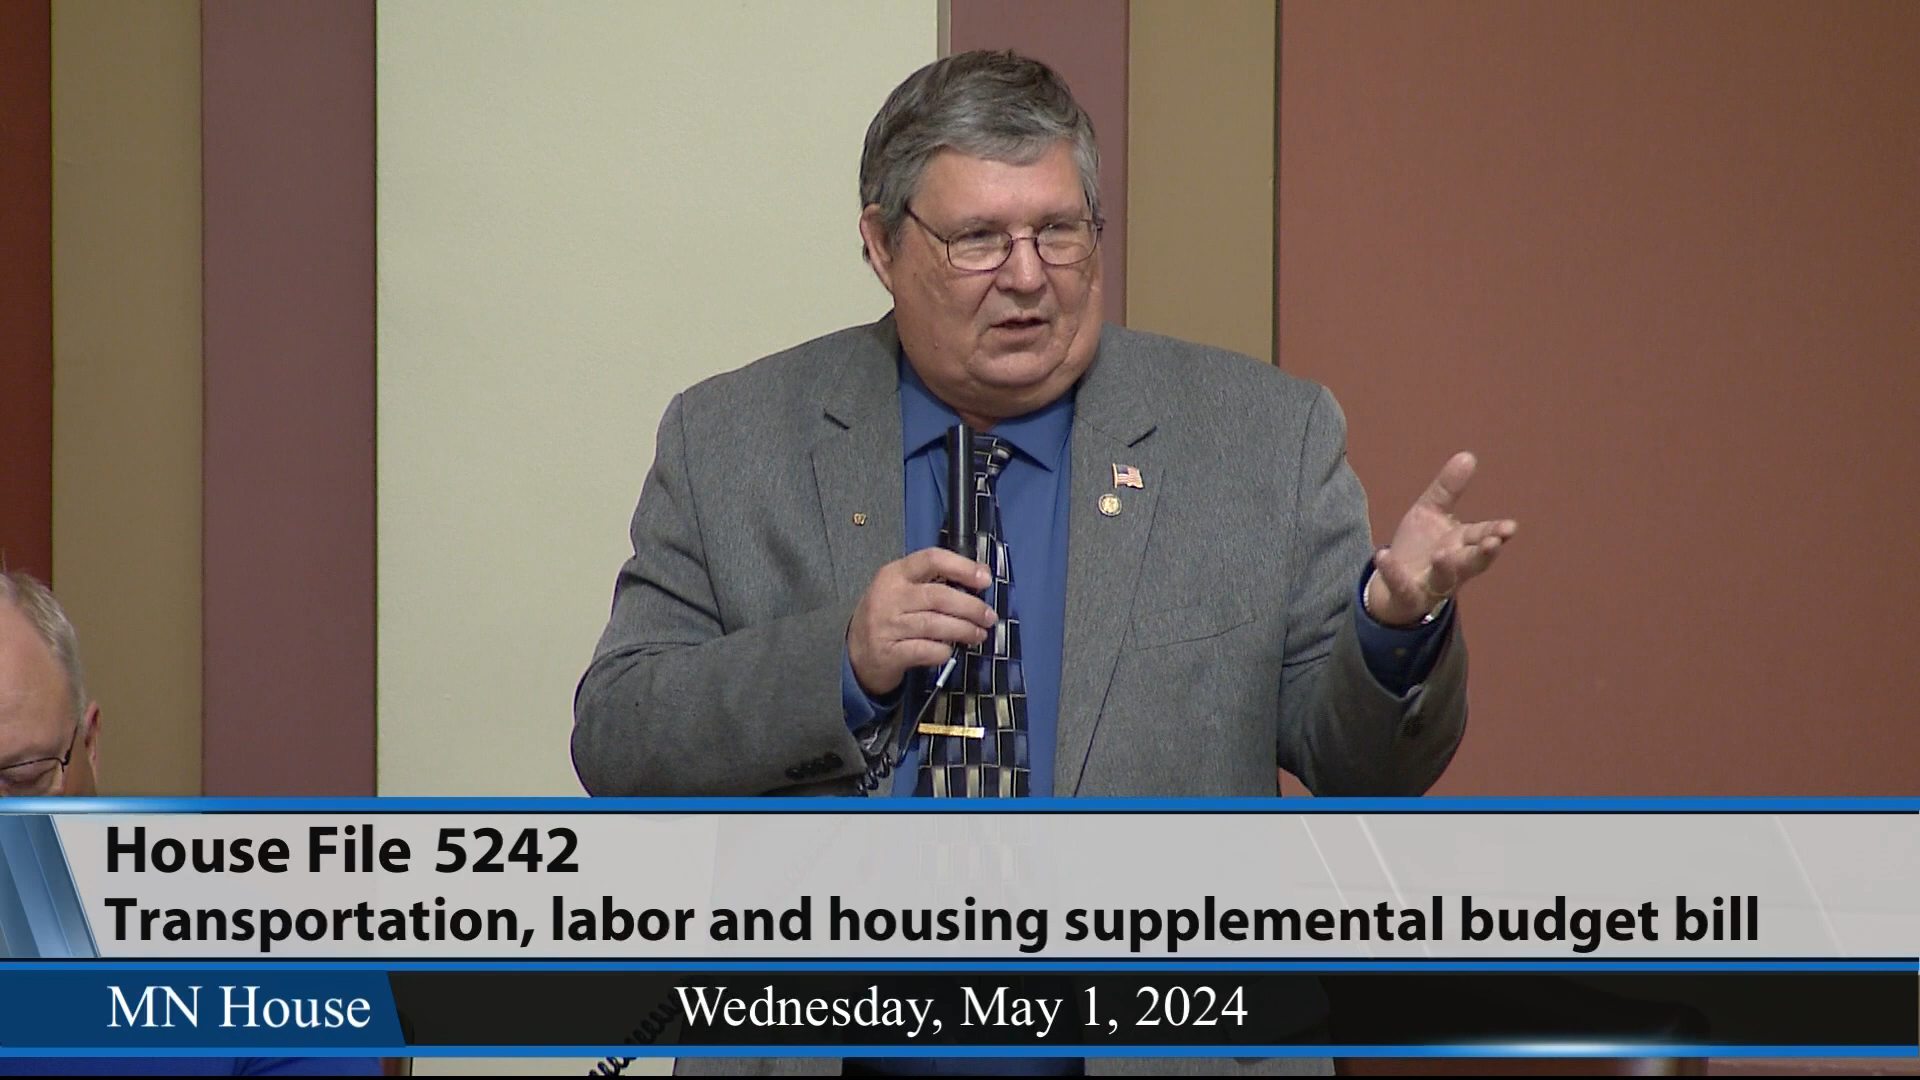 House File 5242
Transportation, labor and housing supplemental budget bill
MN House
Wednesday, May 1, 2024